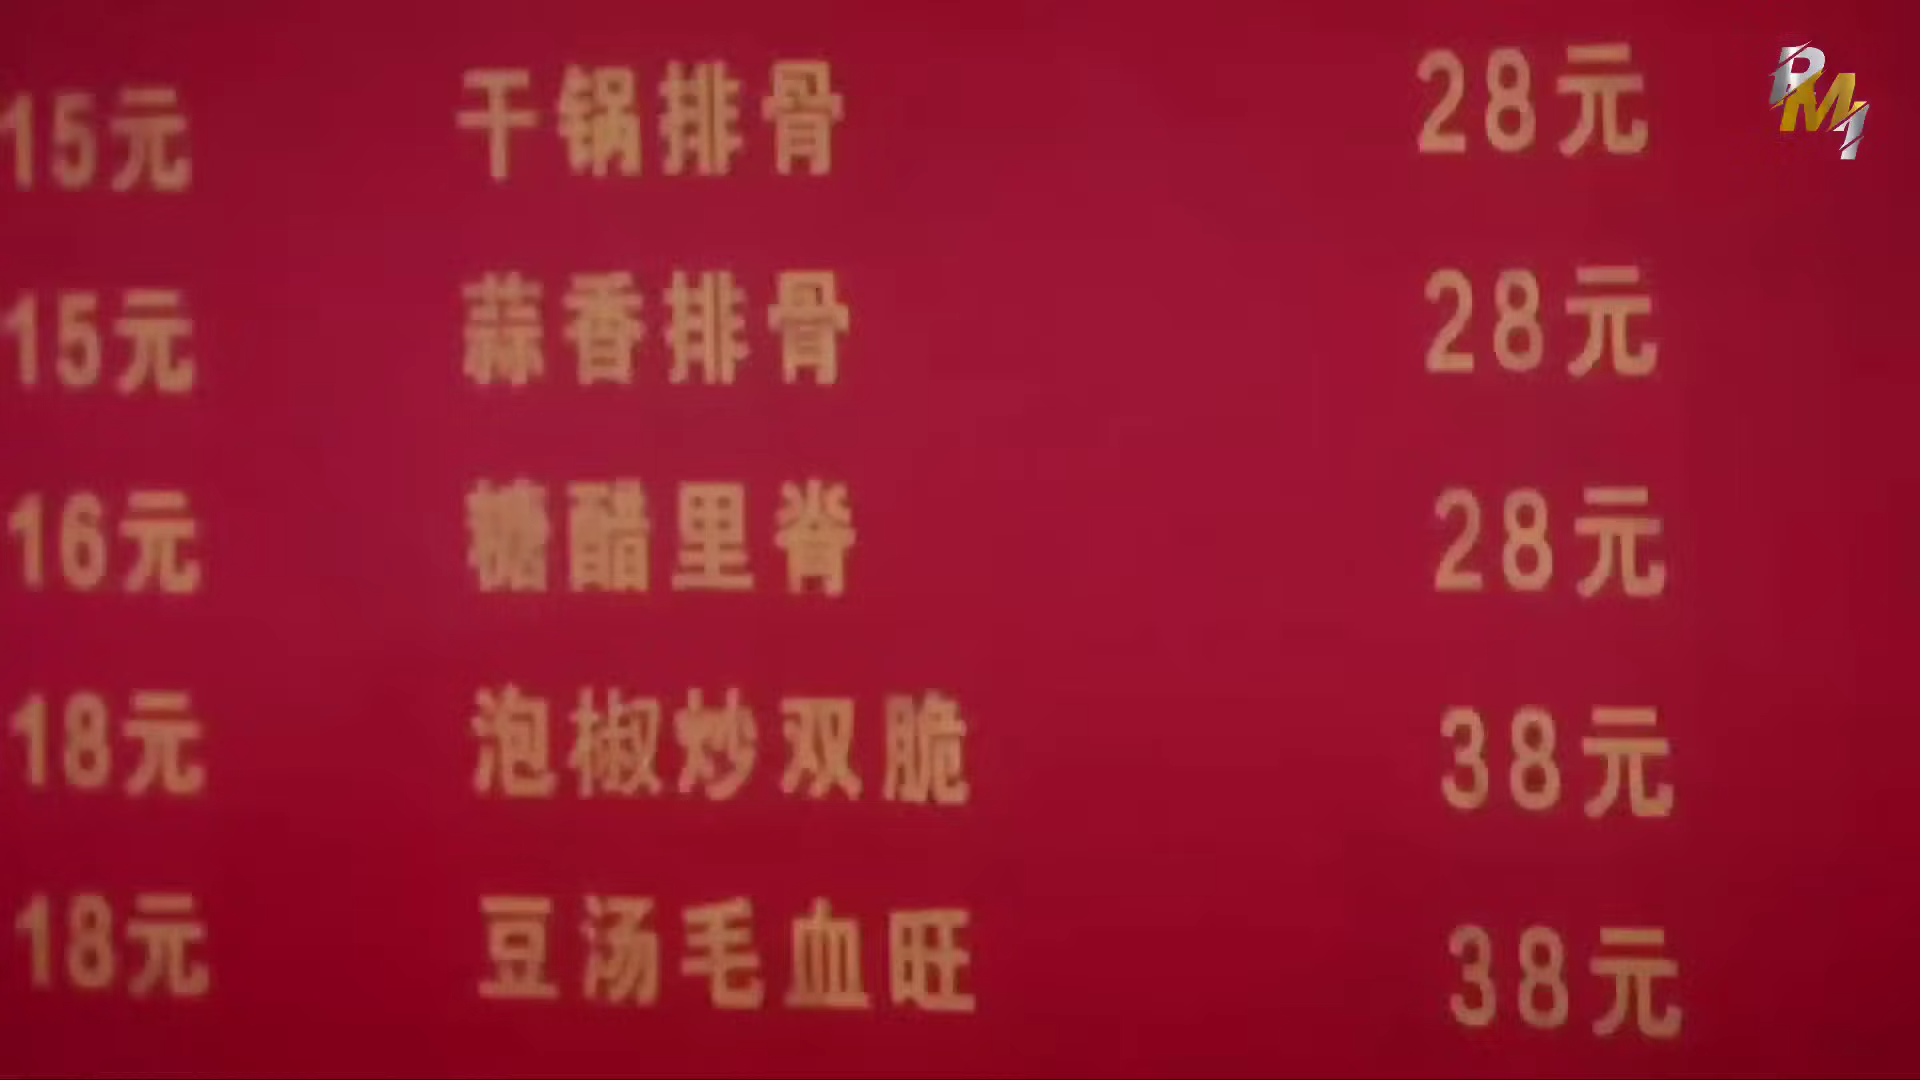 15元 干锅排骨 28元
15元 蒜香排骨 28元
16元 糖醋里脊 28元
18元 泡椒炒双脆 38元
18元 豆汤毛血旺 38元
RMI